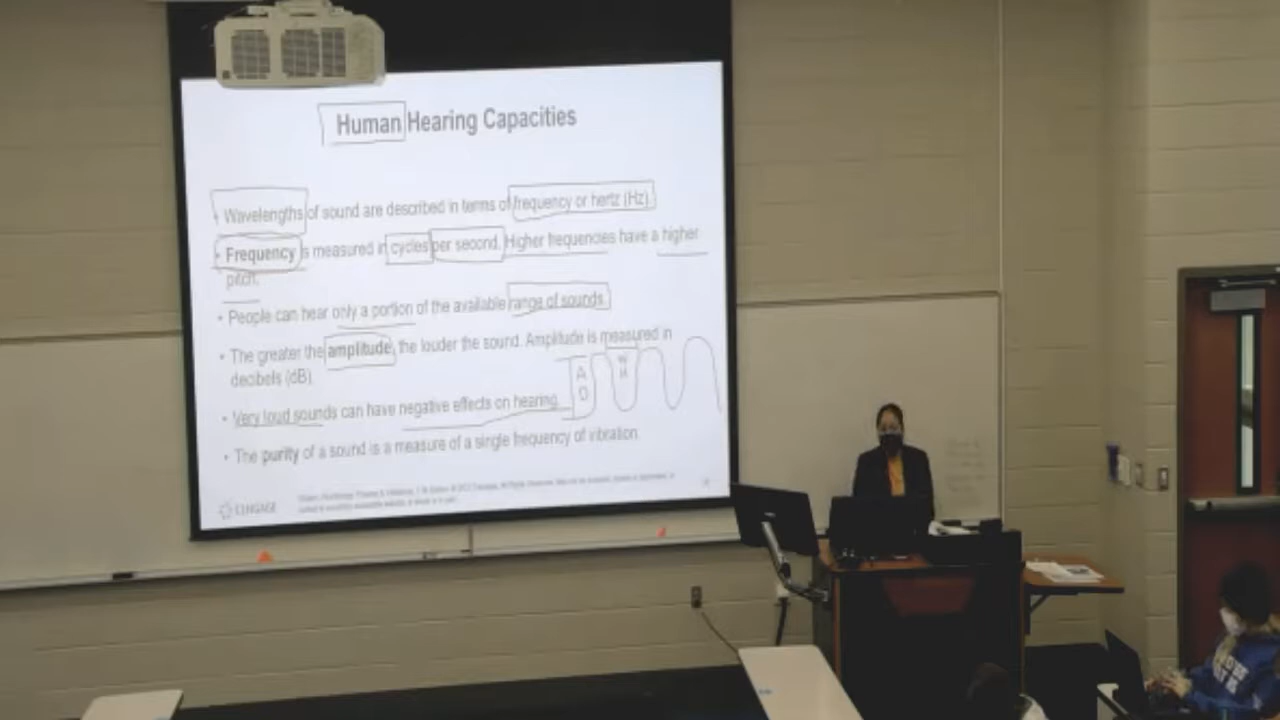 Human Hearing Capacities
• Wavelengths of sound are described in terms of frequency or hertz (Hz).
• Frequency is measured in cycles per second. Higher frequencies have a higher
pitch.
• People can hear only a portion of the available range of sounds.
• The greater the amplitude, the louder the sound. Amplitude is measured in
decibels (dB).
A
D
• Very loud sounds can have negative effects on hearing.
• The purity of a sound is a measure of a single frequency of vibration.
CENGAGE